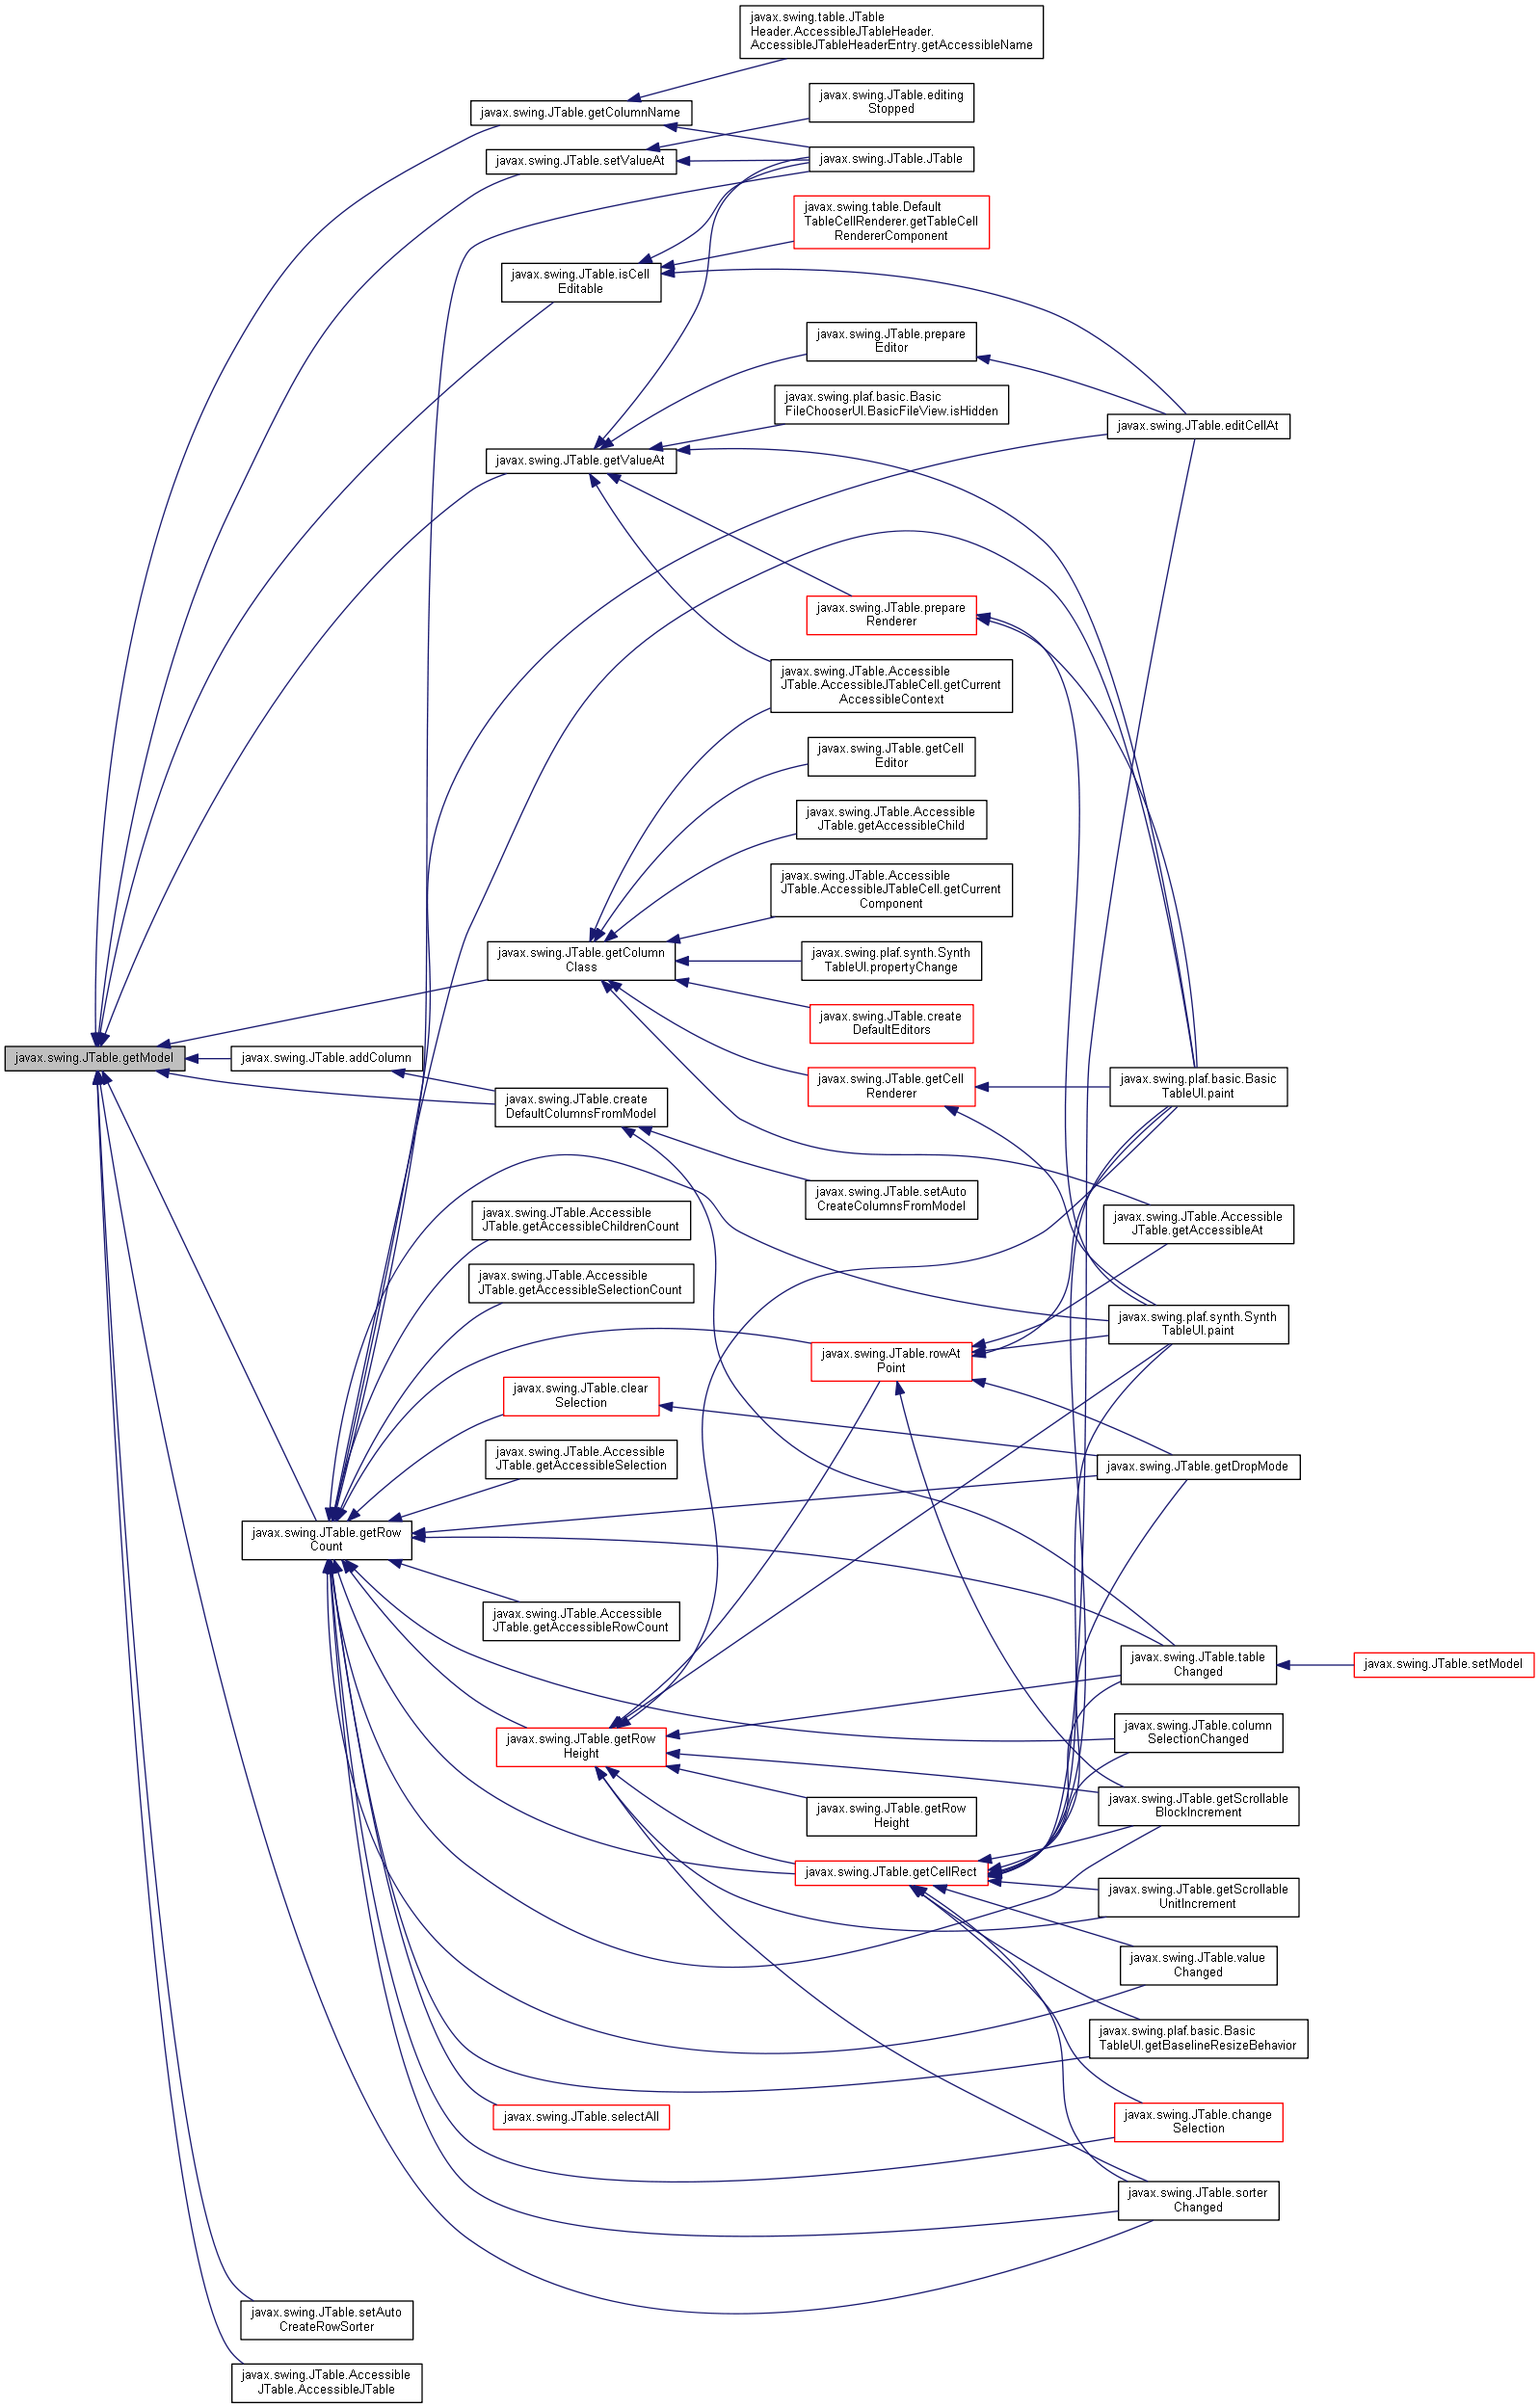 javax.swing.table.JTable
Header.AccessibleJTableHeader.
AccessibleJTableHeaderEntry.getAccessibleName
javax.swing.JTable.editing
Stopped
javax.swing.JTable.getColumnName
javax.swing.JTable.setValueAt
javax.swing.JTable.JTable
javax.swing.table.Default
TableCellRenderer.getTableCell
RendererComponent
javax.swing.JTable.isCell
Editable
javax.swing.JTable.prepare
Editor
javax.swing.plaf.basic.Basic
FileChooserUI.BasicFileView.isHidden
javax.swing.JTable.editCellAt
javax.swing.JTable.getValueAt
javax.swing.JTable.prepare
Renderer
javax.swing.JTable.Accessible
JTable.AccessibleJTableCell.getCurrent
AccessibleContext
javax.swing.JTable.getCell
Editor
javax.swing.JTable.Accessible
JTable.getAccessibleChild
javax.swing.JTable.Accessible
JTable.AccessibleJTableCell.getCurrent
Component
javax.swing.JTable.getColumn
Class
javax.swing.plaf.synth.Synth
TableUI.propertyChange
javax.swing.JTable.create
DefaultEditors
javax.swing.JTable.getModel
javax.swing.JTable.addColumn
javax.swing.JTable.getCell
Renderer
javax.swing.plaf.basic.Basic
TableUI.paint
javax.swing.JTable.create
DefaultColumnsFromModel
javax.swing.JTable.setAuto
CreateColumnsFromModel
javax.swing.JTable.Accessible
JTable.getAccessibleChildrenCount
javax.swing.JTable.Accessible
JTable.getAccessibleAt
javax.swing.JTable.Accessible
JTable.getAccessibleSelectionCount
javax.swing.plaf.synth.Synth
TableUI.paint
javax.swing.JTable.rowAt
Point
javax.swing.JTable.clear
Selection
javax.swing.JTable.Accessible
JTable.getAccessibleSelection
javax.swing.JTable.getDropMode
javax.swing.JTable.getRow
Count
javax.swing.JTable.Accessible
JTable.getAccessibleRowCount
javax.swing.JTable.table
Changed
javax.swing.JTable.setModel
javax.swing.JTable.getRow
Height
javax.swing.JTable.column
SelectionChanged
javax.swing.JTable.getRow
Height
javax.swing.JTable.getScrollable
BlockIncrement
javax.swing.JTable.getCellRect
javax.swing.JTable.getScrollable
UnitIncrement
javax.swing.JTable.value
Changed
javax.swing.plaf.basic.Basic
TableUI.getBaselineResizeBehavior
javax.swing.JTable.selectAll
javax.swing.JTable.change
Selection
javax.swing.JTable.sorter
Changed
javax.swing.JTable.setAuto
CreateRowSorter
javax.swing.JTable.Accessible
JTable.AccessibleJTable